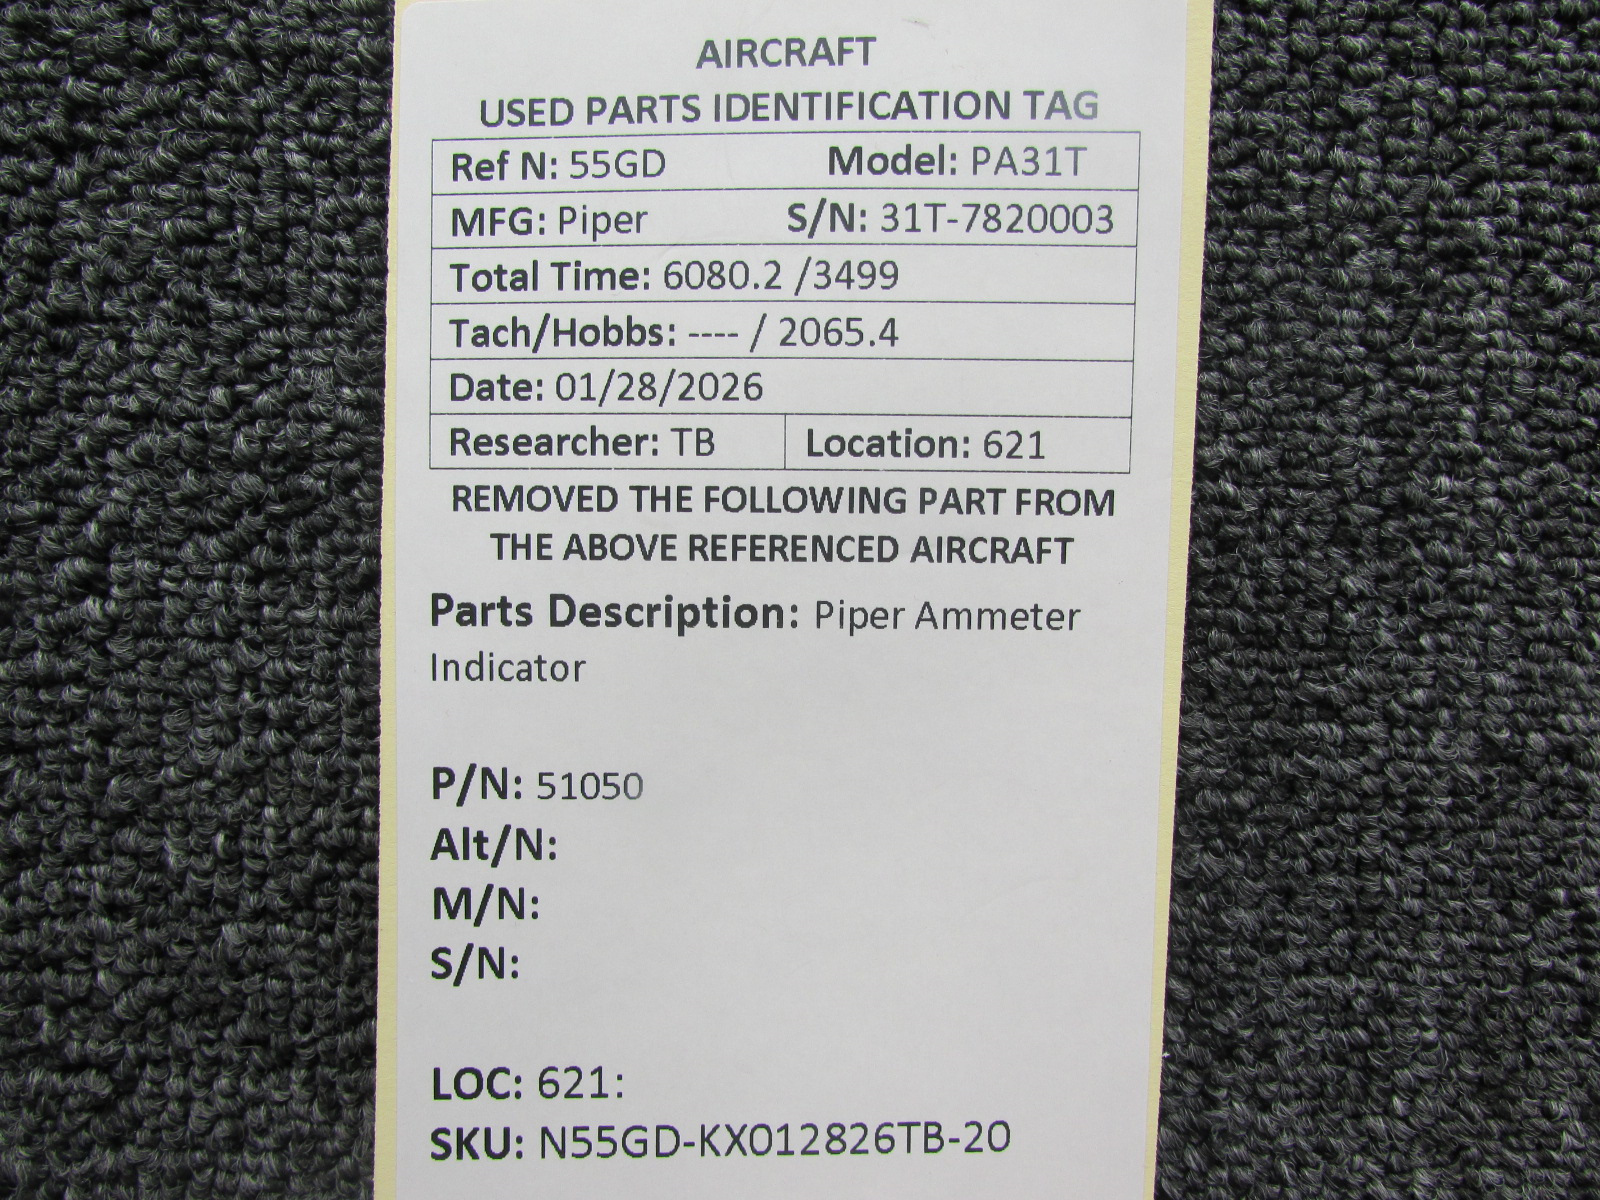 AIRCRAFT
USED PARTS IDENTIFICATION TAG
Ref N: 55GD Model: PA31T
MFG: Piper S/N: 31T-7820003
Total Time: 6080.2 /3499
Tach/Hobbs: ---- / 2065.4
Date: 01/28/2026
Researcher: TB Location: 621
REMOVED THE FOLLOWING PART FROM
THE ABOVE REFERENCED AIRCRAFT
Parts Description: Piper Ammeter
Indicator
P/N: 51050
Alt/N:
M/N:
S/N:
LOC: 621:
SKU: N55GD-KX012826TB-20